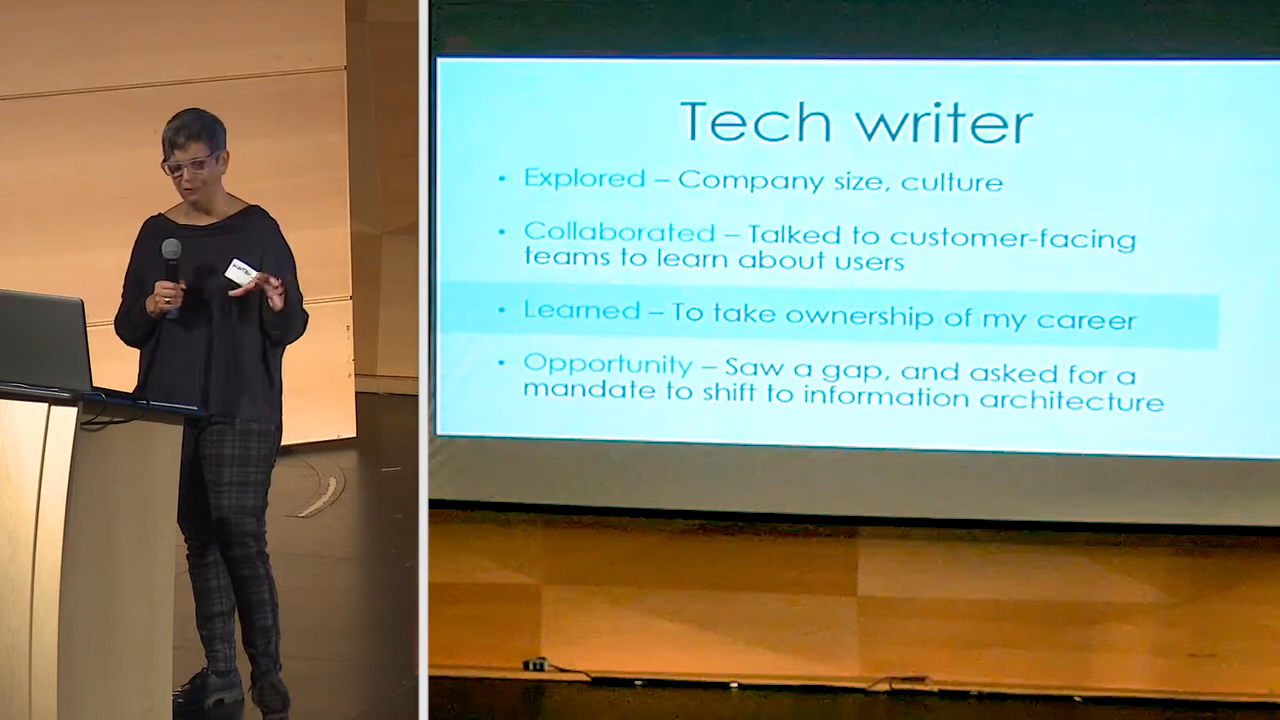 Tech writer
• Explored – Company size, culture
• Collaborated – Talked to customer-facing
teams to learn about users
• Learned – To take ownership of my career
• Opportunity – Saw a gap, and asked for a
mandate to shift to information architecture